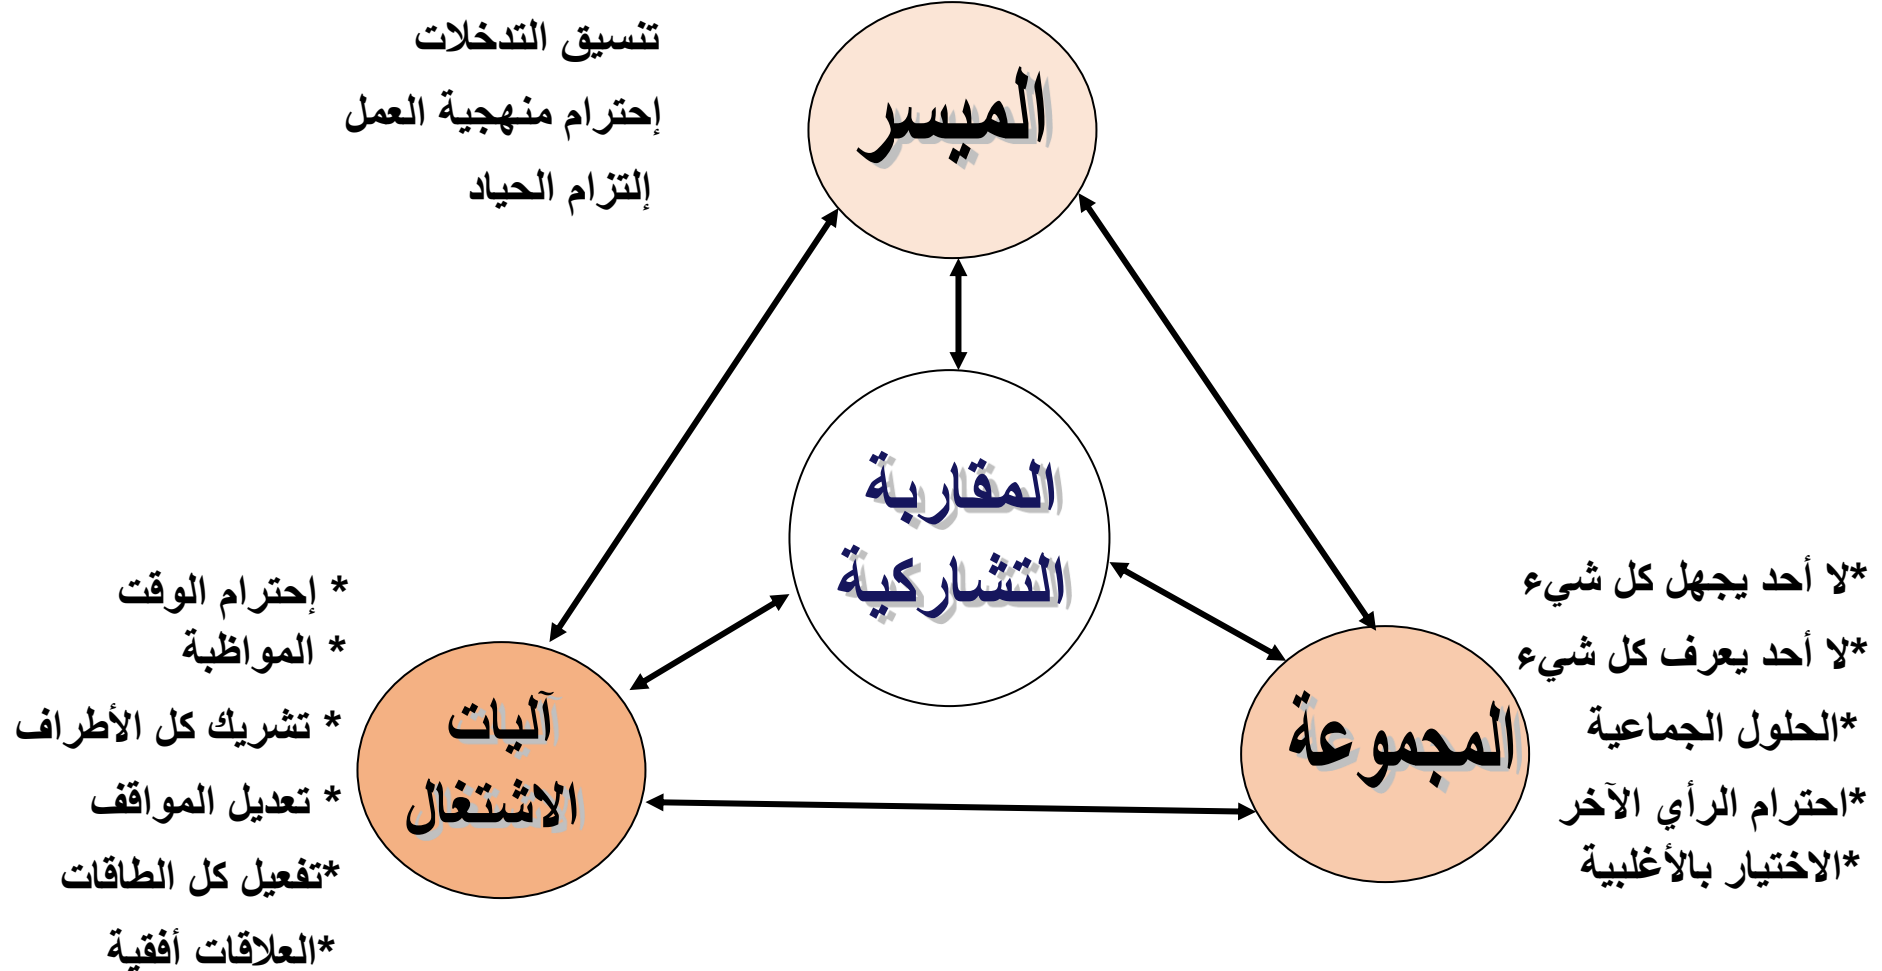 تنسيق التدخلات
إحترام منهجية العمل
إلتزام الحياد
الميسر
المقاربة
التشاركية
*لا أحد يجهل كل شيء
*لا أحد يعرف كل شيء
*الحلول الجماعية
*احترام الرأي الآخر
*الاختيار بالأغلبية
المجموعة
آليات
الاشتغال
* إحترام الوقت
* المواظبة
* تشريك كل الأطراف
* تعديل المواقف
*تفعيل كل الطاقات
*العلاقات أفقية